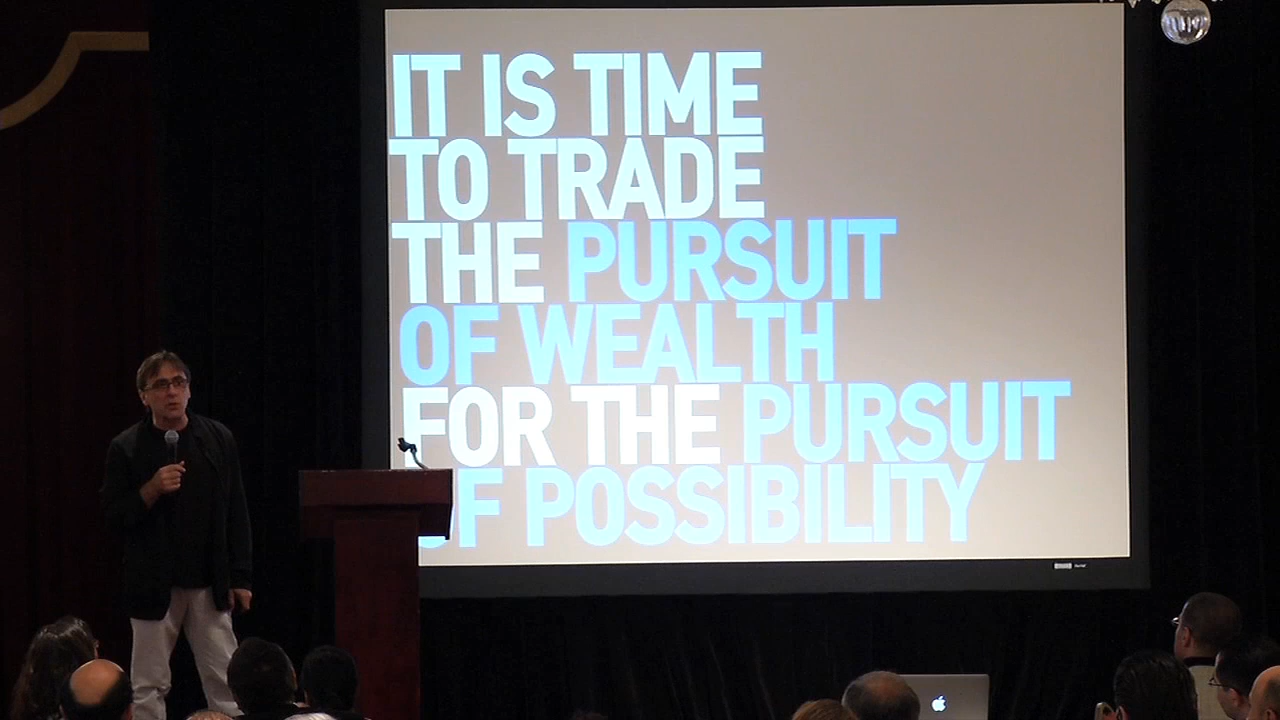 IT IS TIME
TO TRADE
THE PURSUIT
OF WEALTH
FOR THE PURSUIT
OF POSSIBILITY